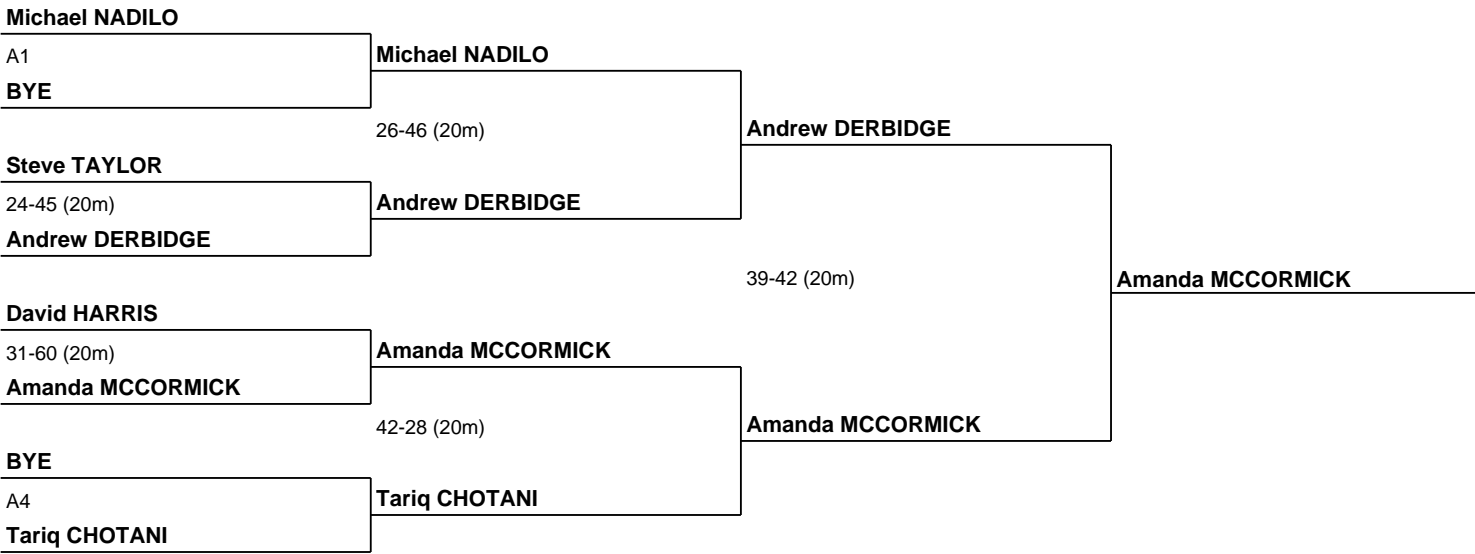 Michael NADILO
A1
BYE
Steve TAYLOR
24-45 (20m)
Andrew DERBIDGE
David HARRIS
31-60 (20m)
Amanda MCCORMICK
BYE
A4
Tariq CHOTANI
Michael NADILO
26-46 (20m)
Andrew DERBIDGE
Amanda MCCORMICK
42-28 (20m)
Tariq CHOTANI
Andrew DERBIDGE
39-42 (20m)
Amanda MCCORMICK
Amanda MCCORMICK